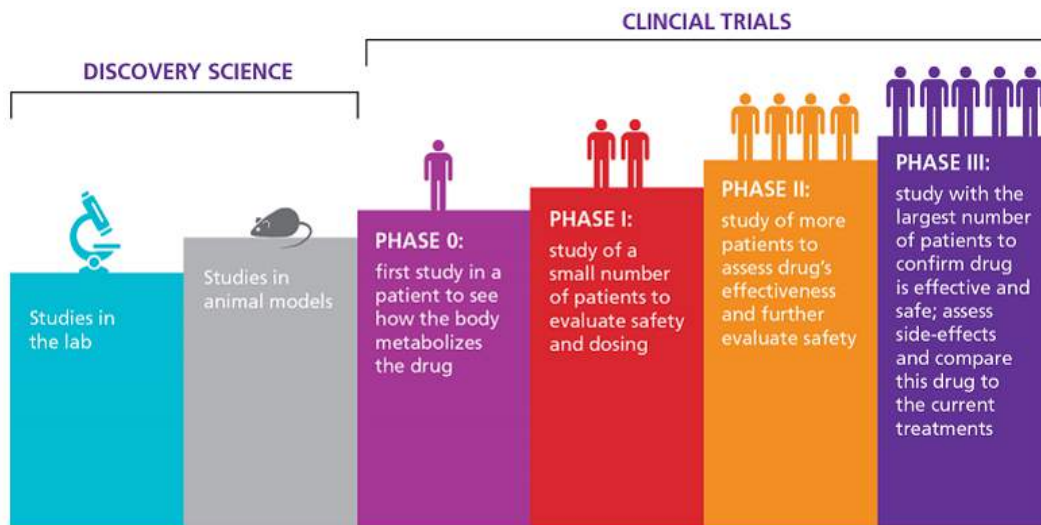 CLINCIAL TRIALS
DISCOVERY SCIENCE
Studies in
the lab
Studies in
animal models
PHASE 0:
first study in a
patient to see
how the body
metabolizes
the drug
PHASE I:
study of a
small number
of patients to
evaluate safety
and dosing
PHASE II:
study of more
patients to
assess drug's
effectiveness
and further
evaluate safety
PHASE III:
study with the
largest number
of patients to
confirm drug
is effective and
safe; assess
side-effects
and compare
this drug to
the current
treatments